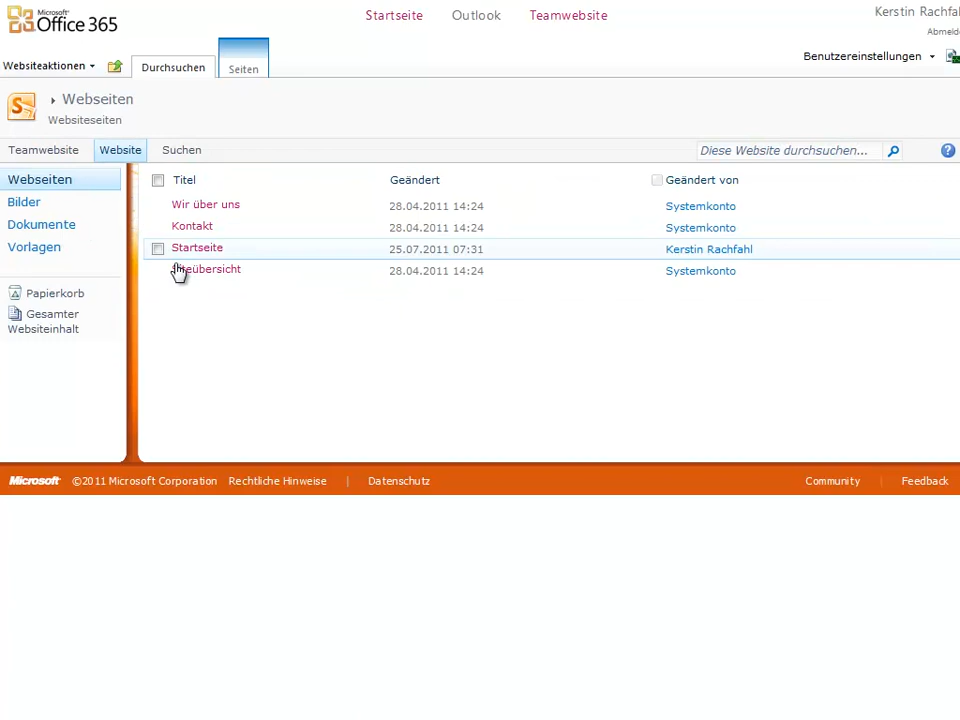 Microsoft
Office 365
Startseite Outlook Teamwebsite
Kerstin Rachfa
Abmeld
Websiteaktionen Durchsuchen Seiten Benutzereinstellungen
Webseiten
Websiteseiten
Teamwebsite Website Suchen Diese Website durchsuchen...
Webseiten
Bilder
Dokumente
Vorlagen
Papierkorb
Gesamter
Websiteinhalt
Titel Geändert Geändert von
Wir über uns 28.04.2011 14:24 Systemkonto
Kontakt 28.04.2011 14:24 Systemkonto
Startseite 25.07.2011 07:31 Kerstin Rachfahl
teübersicht 28.04.2011 14:24 Systemkonto
Microsoft ©2011 Microsoft Corporation Rechtliche Hinweise | Datenschutz Community | Feedback